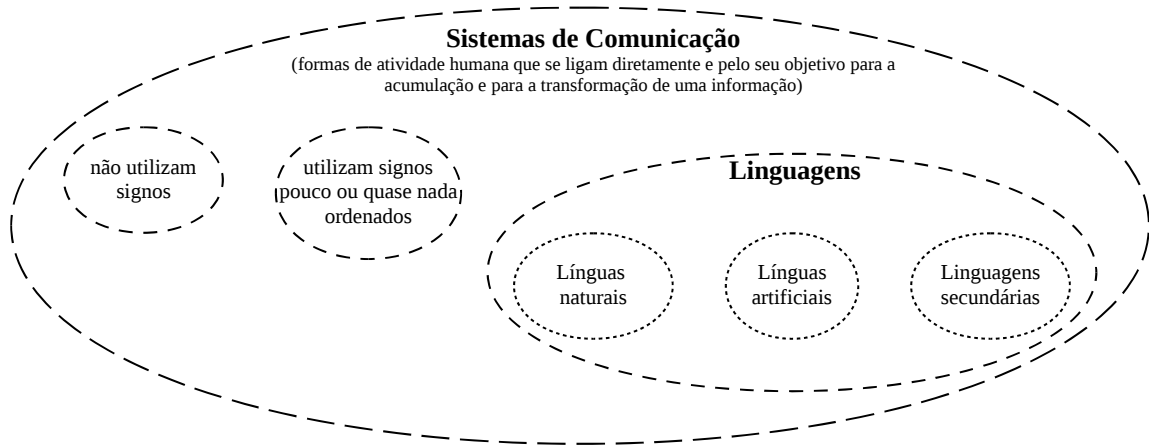 Sistemas de Comunicação
(formas de atividade humana que se ligam diretamente e pelo seu objetivo para a
acumulação e para a transformação de uma informação)
não utilizam
signos
utilizam signos
pouco ou quase nada
ordenados
Linguagens
Línguas
naturais
Línguas
artificiais
Linguagens
secundárias